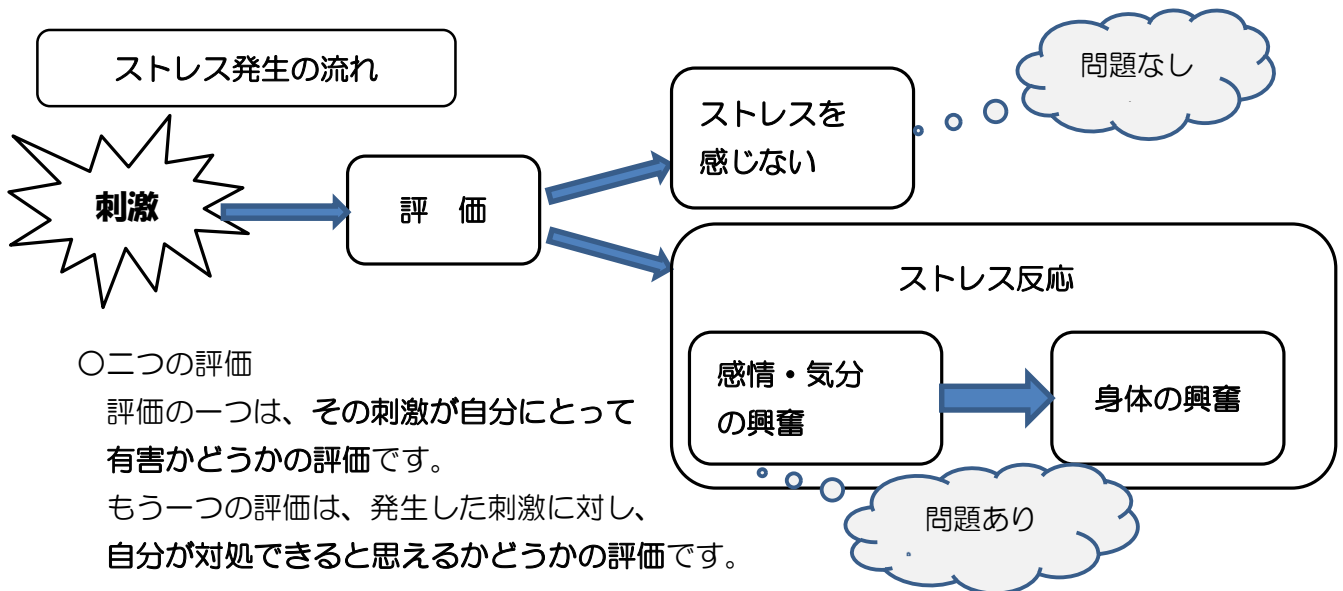 ストレス発生の流れ
問題なし
ストレスを
感じない
刺激
評　価
ストレス反応
感情・気分
の興奮
身体の興奮
問題あり
〇二つの評価
評価の一つは、その刺激が自分にとって
有害かどうかの評価です。
もう一つの評価は、発生した刺激に対し、
自分が対処できると思えるかどうかの評価です。